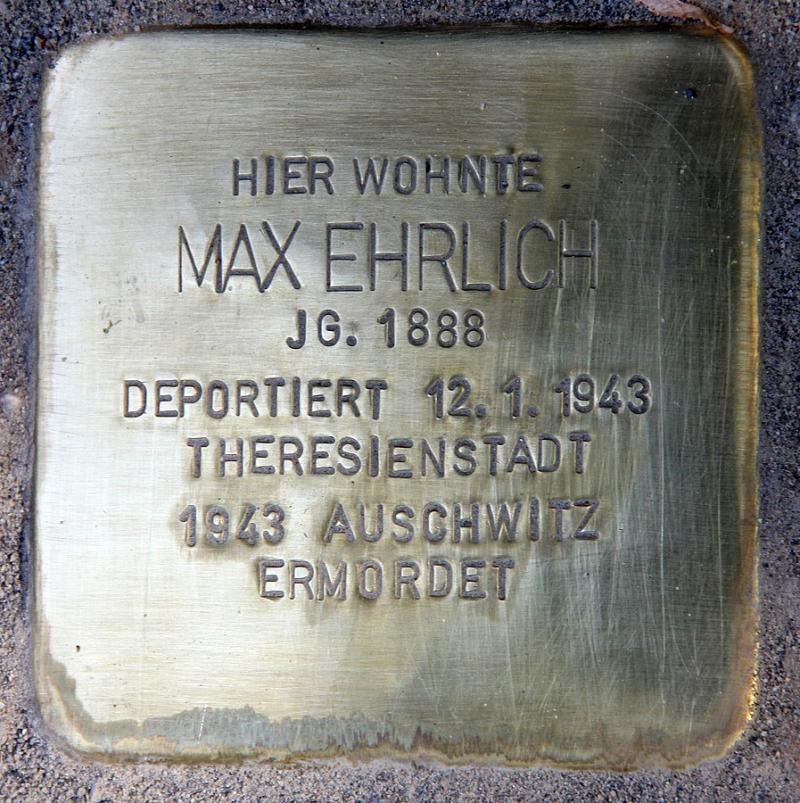 HIER WOHNTE
MAX EHRLICH
JG. 1888
DEPORTIERT 12.1.1943
THERESIENSTADT
1943 AUSCHWITZ
ERMORDET